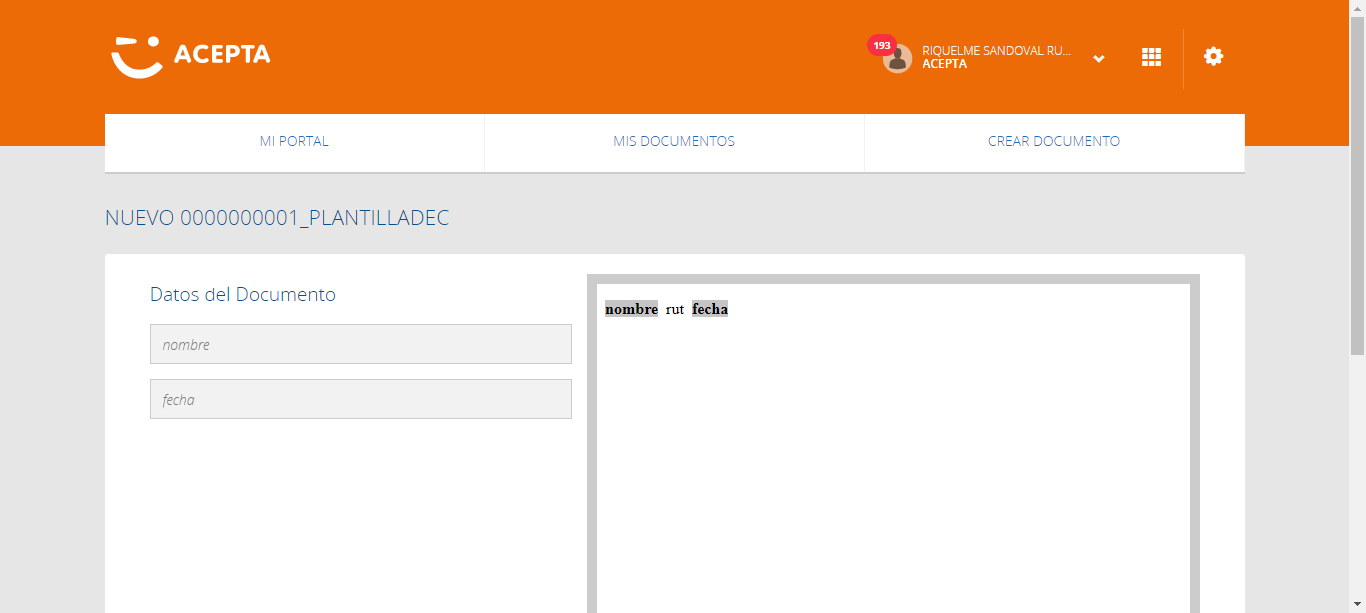 ACEPTA
193
RIQUELME SANDOVAL RU...
ACEPTA
MI PORTAL
MIS DOCUMENTOS
CREAR DOCUMENTO
NUEVO 0000000001_PLANTILLADEC
Datos del Documento
nombre
fecha
nombre rut fecha